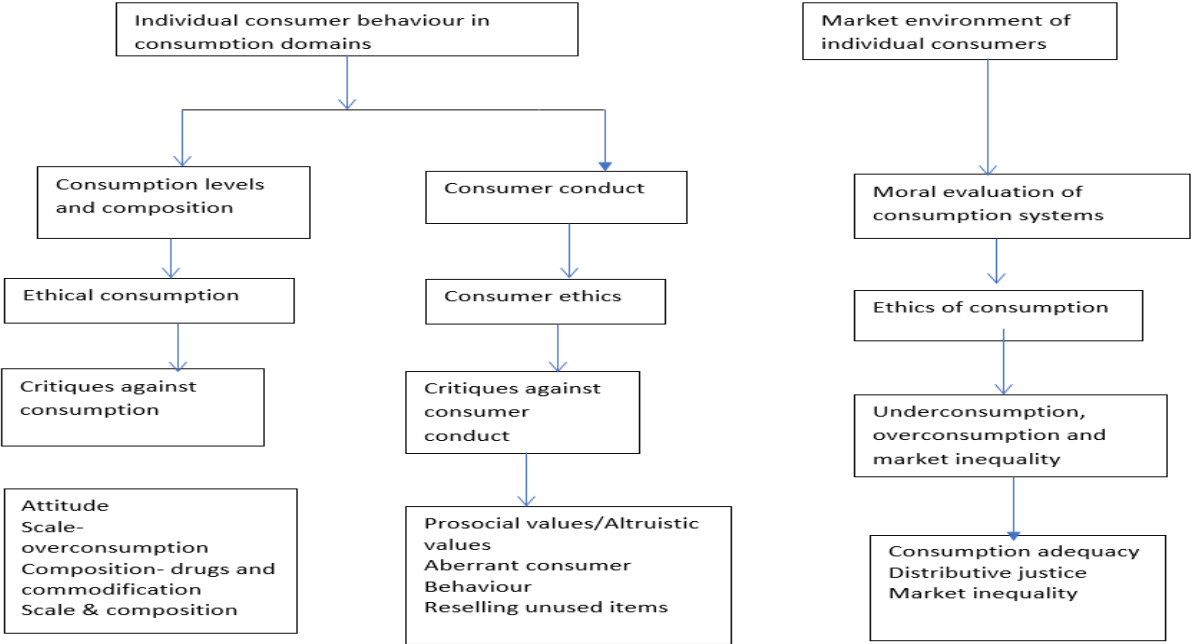 Individual consumer behaviour in
consumption domains
Market environment of
individual consumers
Consumption levels
and composition
Consumer conduct
Moral evaluation of
consumption systems
Ethical consumption
Consumer ethics
Ethics of consumption
Critiques against
consumption
Critiques against
consumer
conduct
Underconsumption,
overconsumption and
market inequality
Attitude
Scale-
overconsumption
Composition- drugs and
commodification
Scale & composition
Prosocial values/Altruistic
values
Aberrant consumer
Behaviour
Reselling unused items
Consumption adequacy
Distributive justice
Market inequality